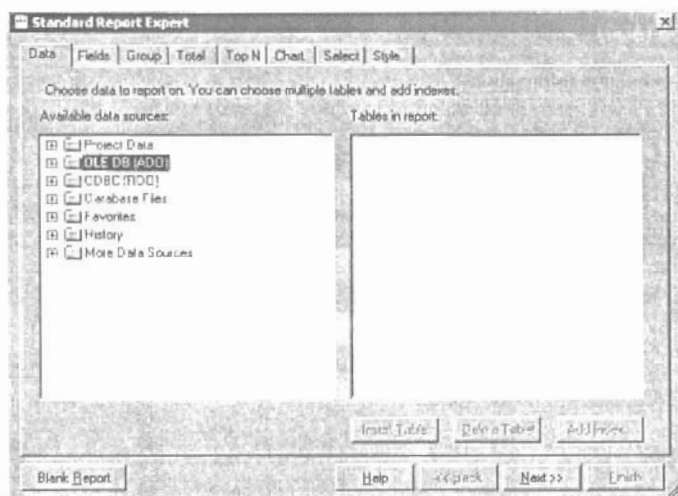 Standard Report Expert
Data Fields Group Total Top N Chart Select Style
Choose data to report on. You can choose multiple tables and add indexes.
Available data sources:
Tables in report:
Project Data
OLE DB (ADO)
ODBC (RDO)
Database Files
Favorites
History
More Data Sources
Insert Table Delete Table Add Index
Blank Report Help << Back Next >> Finish